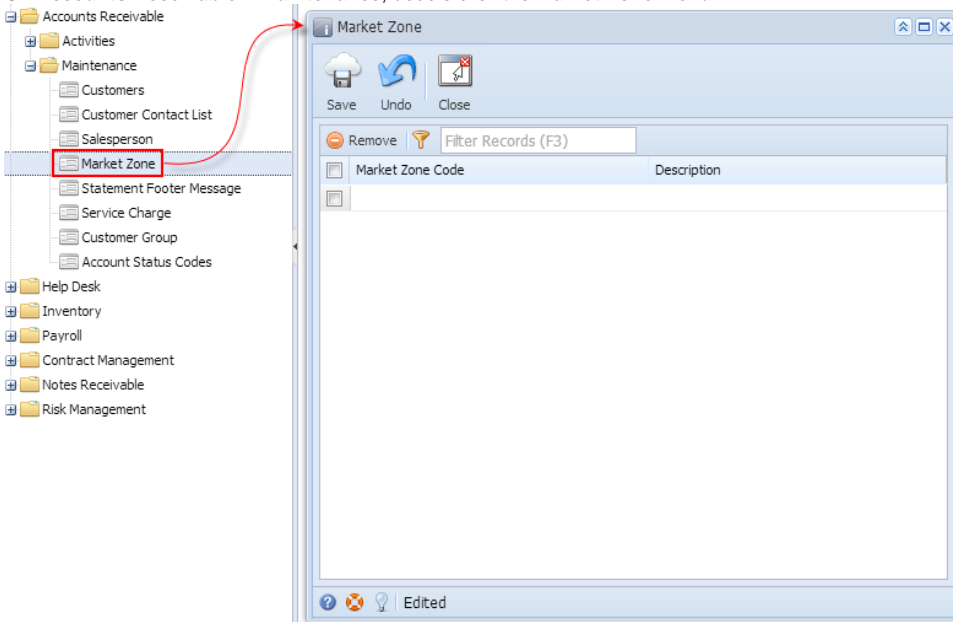 Accounts Receivable
Activities
Maintenance
Customers
Customer Contact List
Salesperson
Market Zone
Statement Footer Message
Service Charge
Customer Group
Account Status Codes
Help Desk
Inventory
Payroll
Contract Management
Notes Receivable
Risk Management
Market Zone
Save Undo Close
Remove Filter Records (F3)
Market Zone Code Description
Edited